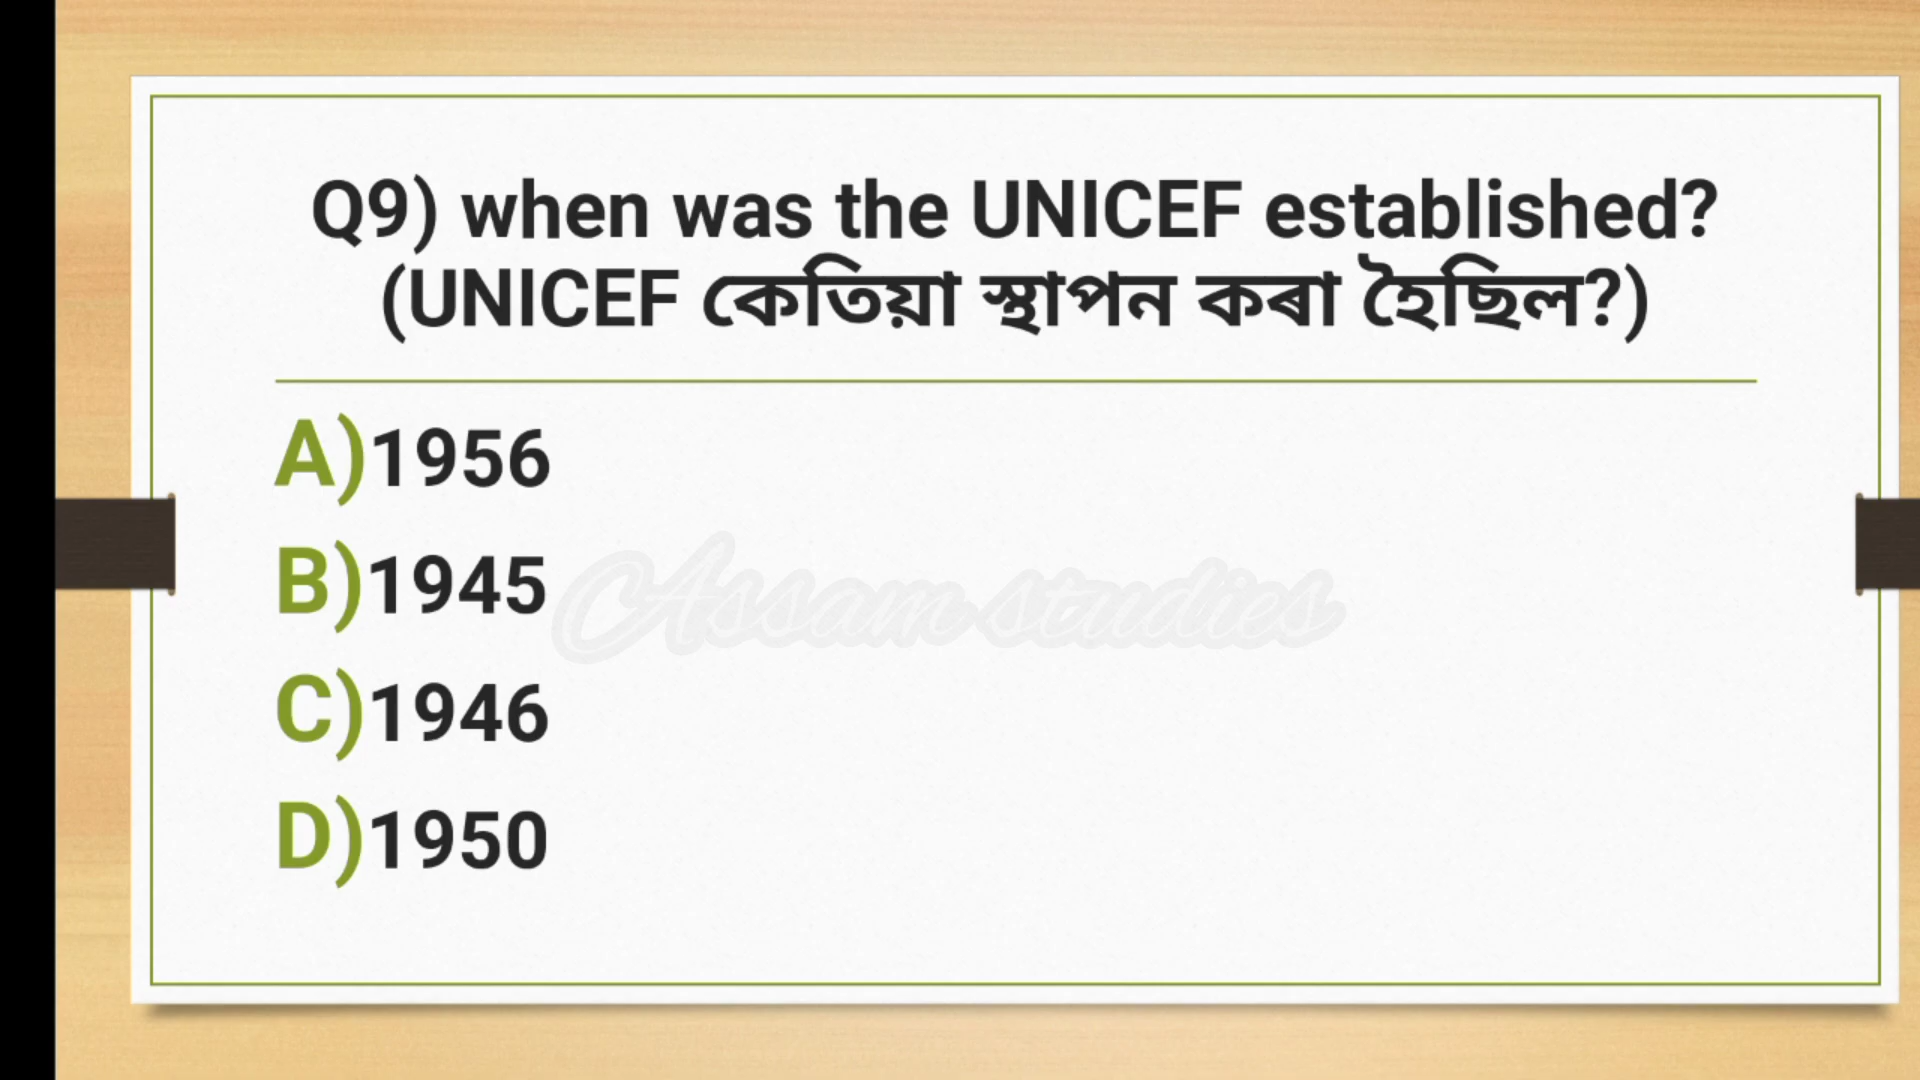 Q9) when was the UNICEF established?
(UNICEF কেতিয়া স্থাপন কৰা হৈছিল?)
A)1956
B)1945
Assam studies
C)1946
D)1950